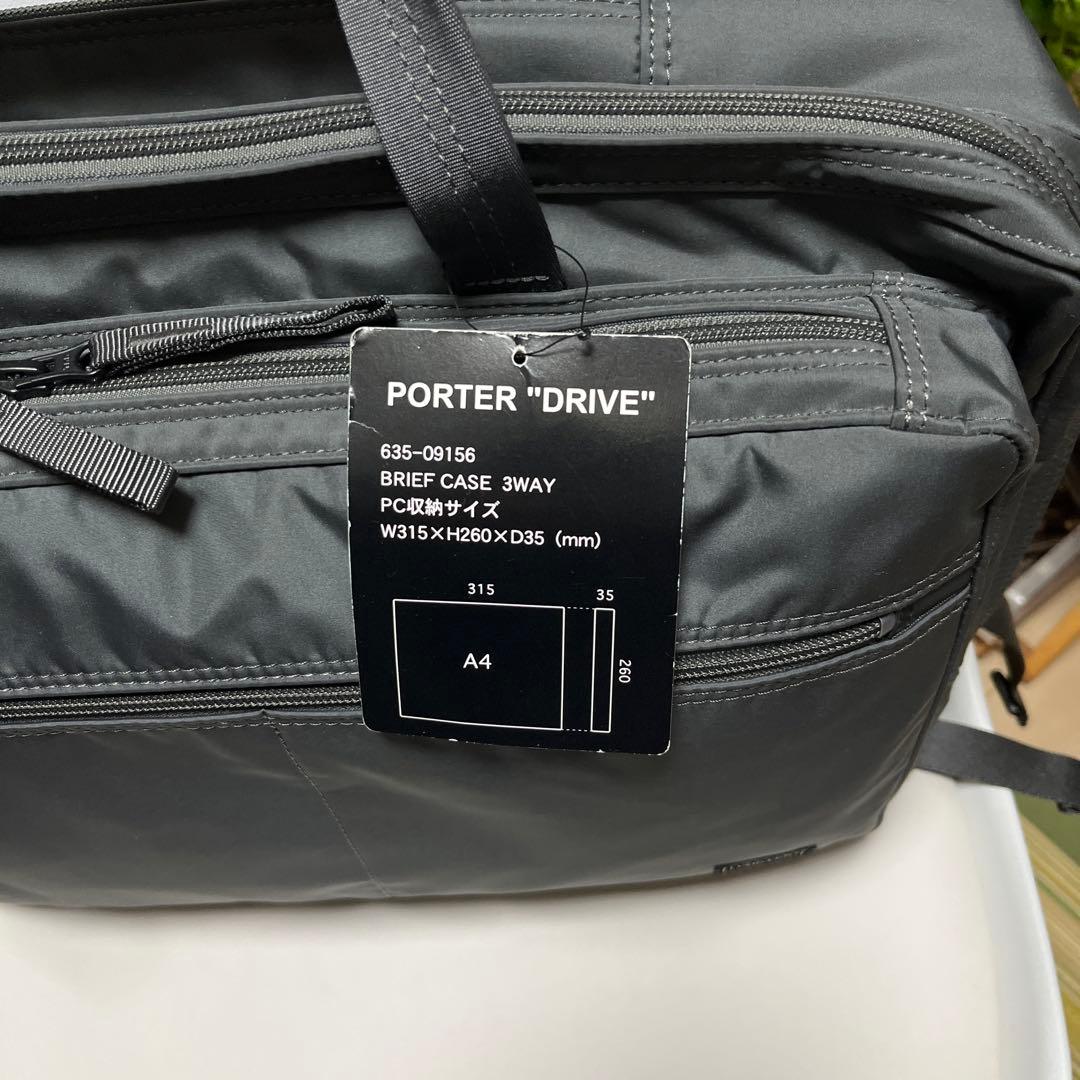 PORTER "DRIVE"
635-09156
BRIEF CASE 3WAY
PC収納サイズ
W315×H260×D35 (mm)
315
35
A4
260